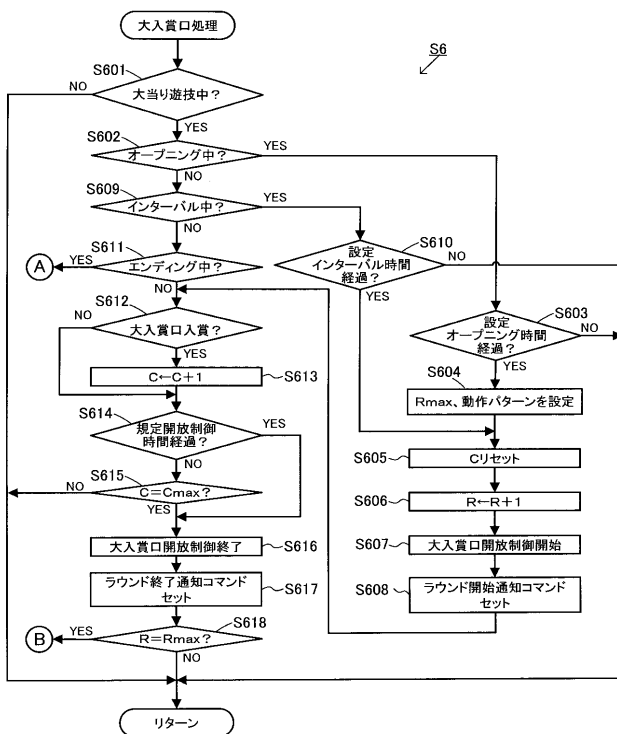 大入賞口処理
S6
S601
NO
大当り遊技中？
YES
S602
オープニング中？
YES
NO
S609
インターバル中？
YES
NO
S610
設定
インターバル時間
経過？
NO
YES
S611
A
YES
エンディング中？
NO
S612
NO
大入賞口入賞？
YES
C←C＋1
S613
S603
設定
オープニング時間
経過？
NO
YES
S604
Rmax、動作パターンを設定
S614
規定開放制御
時間経過？
YES
NO
S605
Cリセット
S615
NO
C＝Cmax？
YES
S606
R←R＋1
大入賞口開放制御終了
S616
S607
大入賞口開放制御開始
ラウンド終了通知コマンド
セット
S617
S608
ラウンド開始通知コマンド
セット
B
YES
R＝Rmax？
S618
NO
リターン